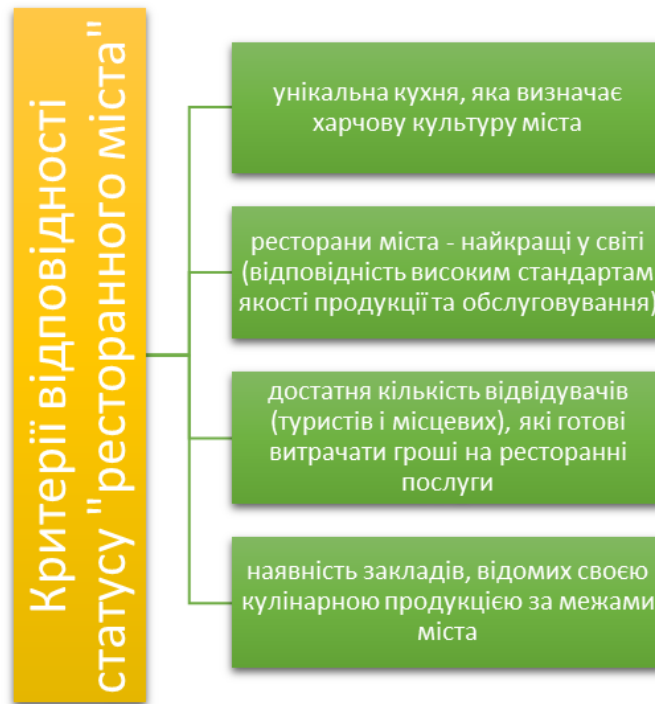 Критерії відповідності
статусу "ресторанного міста"
унікальна кухня, яка визначає
харчову культуру міста
ресторани міста - найкращі у світі
(відповідність високим стандартам
якості продукції та обслуговування)
достатня кількість відвідувачів
(туристів і місцевих), які готові
витрачати гроші на ресторанні
послуги
наявність закладів, відомих своєю
кулінарною продукцією за межами
міста